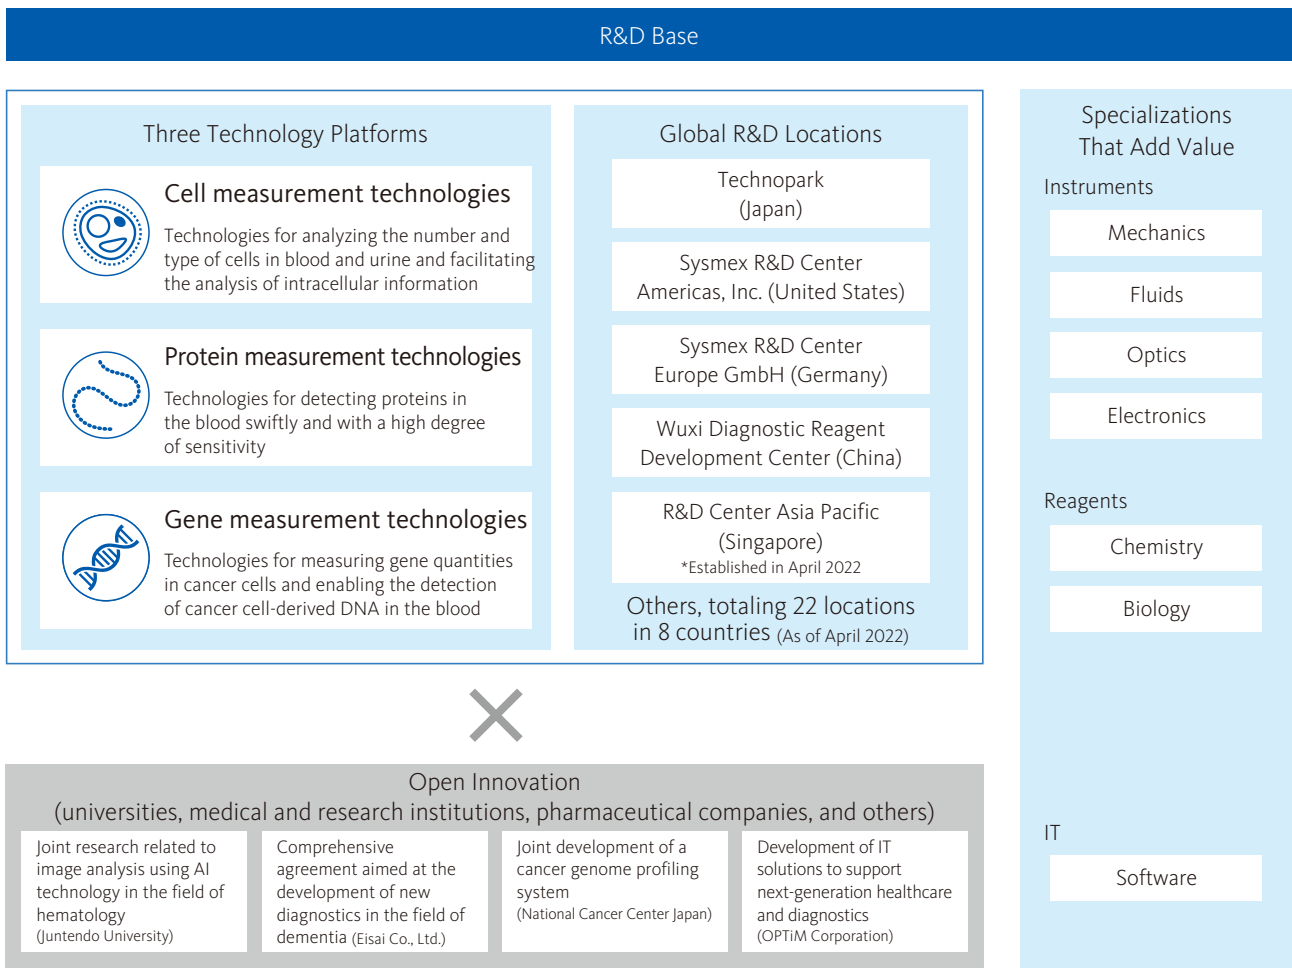 R&D Base
Three Technology Platforms
Cell measurement technologies
Technologies for analyzing the number and
type of cells in blood and urine and facilitating
the analysis of intracellular information
Protein measurement technologies
Technologies for detecting proteins in
the blood swiftly and with a high degree
of sensitivity
Gene measurement technologies
Technologies for measuring gene quantities
in cancer cells and enabling the detection
of cancer cell-derived DNA in the blood
Global R&D Locations
Technopark
(Japan)
Sysmex R&D Center
Americas, Inc. (United States)
Sysmex R&D Center
Europe GmbH (Germany)
Wuxi Diagnostic Reagent
Development Center (China)
R&D Center Asia Pacific
(Singapore)
*Established in April 2022
Others, totaling 22 locations
in 8 countries (As of April 2022)
Specializations
That Add Value
Instruments
Mechanics
Fluids
Optics
Electronics
Reagents
Chemistry
Biology
IT
Software
Open Innovation
(universities, medical and research institutions, pharmaceutical companies, and others)
Joint research related to
image analysis using AI
technology in the field of
hematology
(Juntendo University)
Comprehensive
agreement aimed at the
development of new
diagnostics in the field of
dementia (Eisai Co., Ltd.)
Joint development of a
cancer genome profiling
system
(National Cancer Center Japan)
Development of IT
solutions to support
next-generation healthcare
and diagnostics
(OPTiM Corporation)